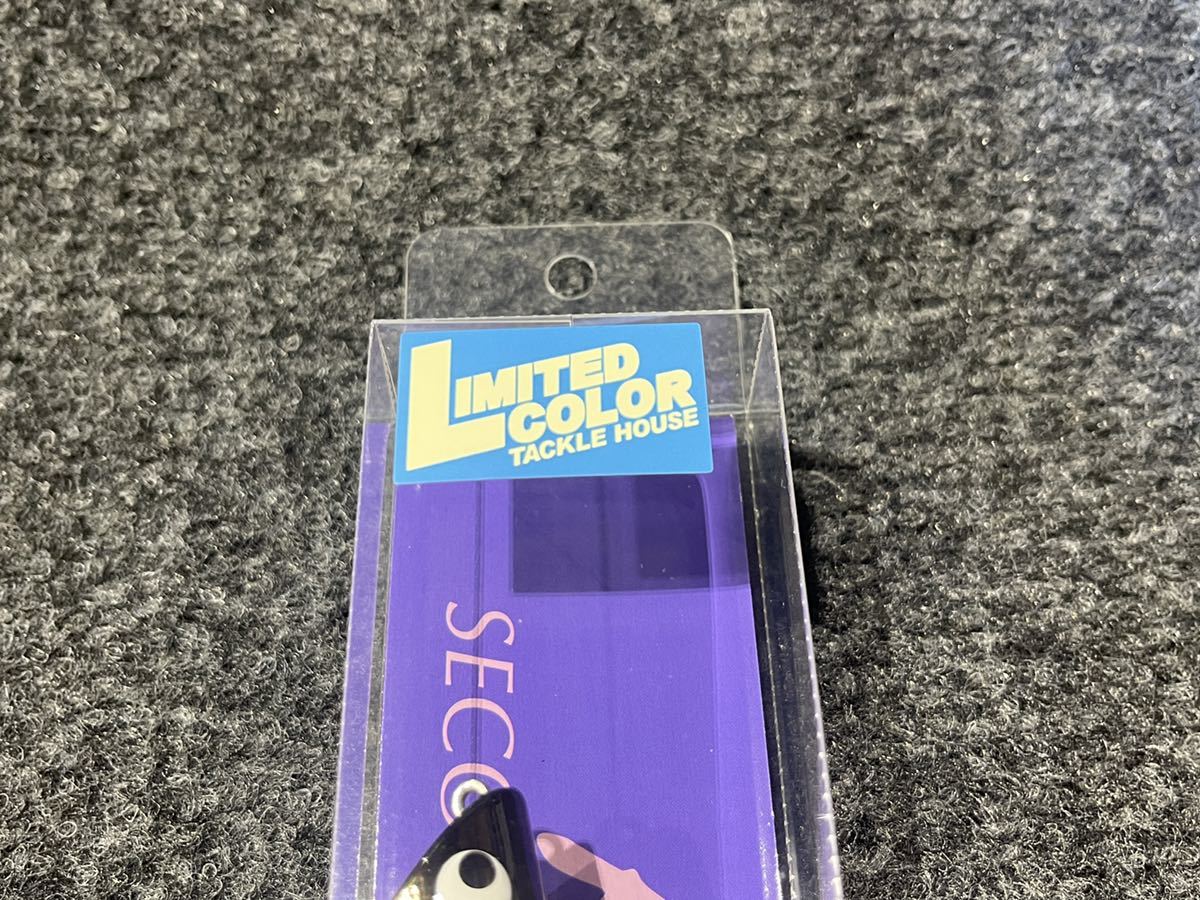 LIMITED
COLOR
TACKLE HOUSE
SECO